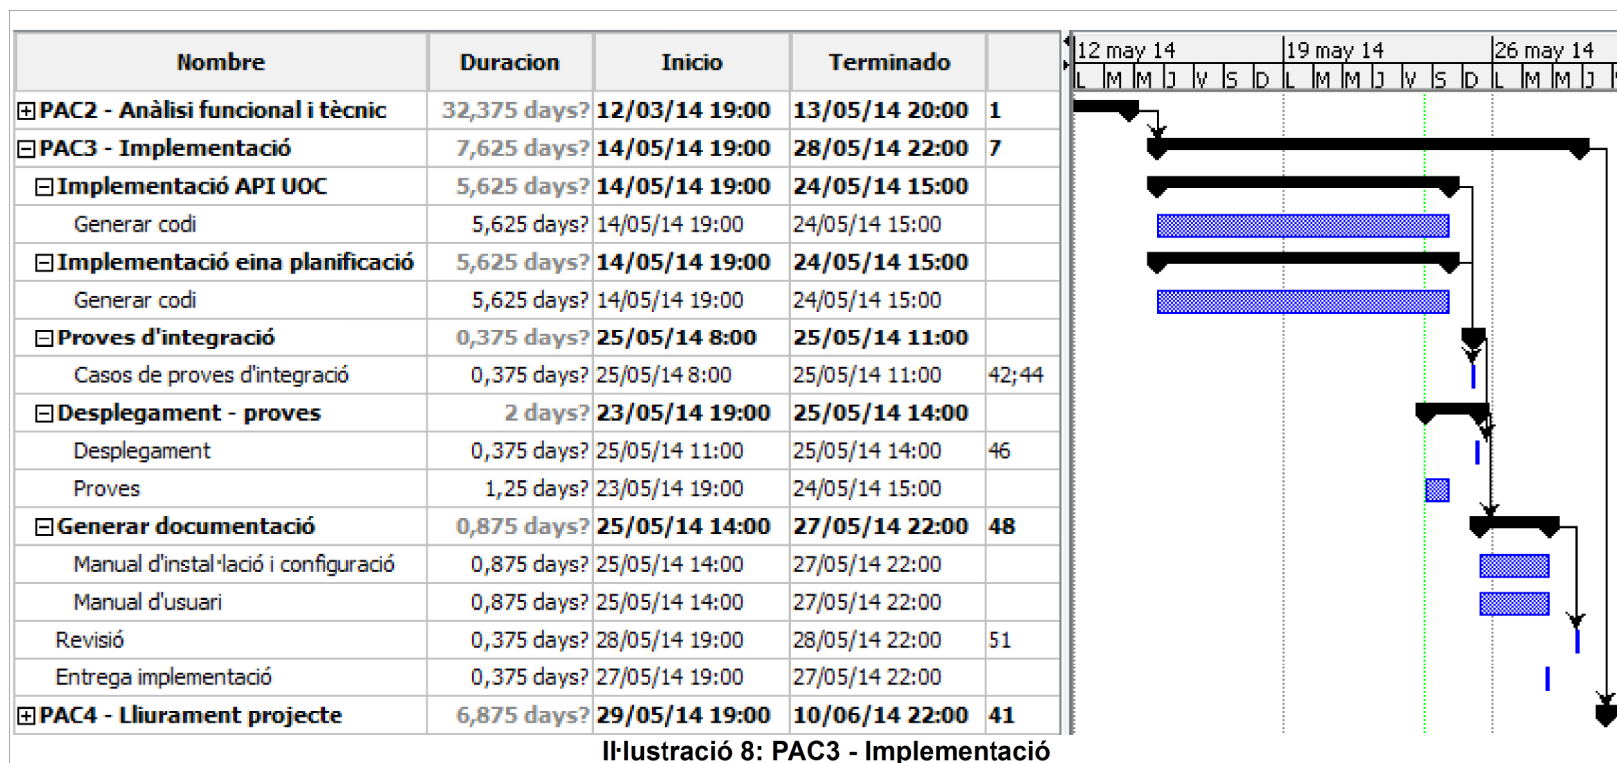 Nombre Duracion Inicio Terminado
12 may 14 19 may 14 26 may 14
L M M J V S D L M M J V S D L M M J
PAC2 - Anàlisi funcional i tècnic 32,375 days? 12/03/14 19:00 13/05/14 20:00 1
PAC3 - Implementació 7,625 days? 14/05/14 19:00 28/05/14 22:00 7
Implementació API UOC 5,625 days? 14/05/14 19:00 24/05/14 15:00
Generar codi 5,625 days? 14/05/14 19:00 24/05/14 15:00
Implementació eina planificació 5,625 days? 14/05/14 19:00 24/05/14 15:00
Generar codi 5,625 days? 14/05/14 19:00 24/05/14 15:00
Proves d'integració 0,375 days? 25/05/14 8:00 25/05/14 11:00
Casos de proves d'integració 0,375 days? 25/05/14 8:00 25/05/14 11:00 42;44
Desplegament - proves 2 days? 23/05/14 19:00 25/05/14 14:00
Desplegament 0,375 days? 25/05/14 11:00 25/05/14 14:00 46
Proves 1,25 days? 23/05/14 19:00 24/05/14 15:00
Generar documentació 0,875 days? 25/05/14 14:00 27/05/14 22:00 48
Manual d'instal·lació i configuració 0,875 days? 25/05/14 14:00 27/05/14 22:00
Manual d'usuari 0,875 days? 25/05/14 14:00 27/05/14 22:00
Revisió 0,375 days? 28/05/14 19:00 28/05/14 22:00 51
Entrega implementació 0,375 days? 27/05/14 19:00 27/05/14 22:00
PAC4 - Lliurament projecte 6,875 days? 29/05/14 19:00 10/06/14 22:00 41
Il·lustració 8: PAC3 - Implementació